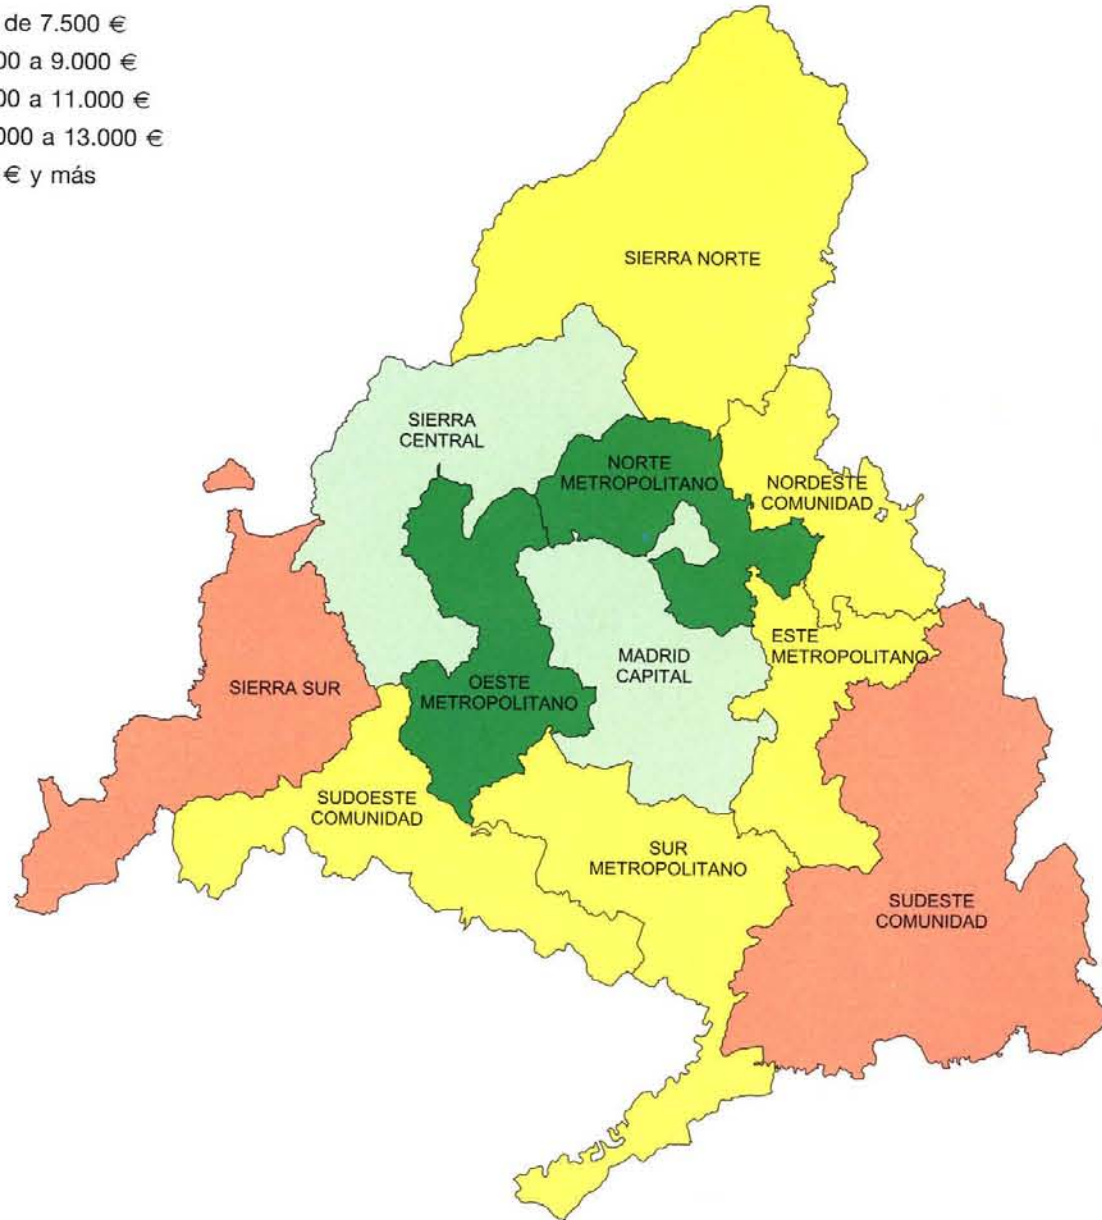 de 7.500 €
00 a 9.000 €
00 a 11.000 €
000 a 13.000 €
€ y más
SIERRA NORTE
SIERRA
CENTRAL
NORTE
METROPOLITANO
NORDESTE
COMUNIDAD
ESTE
METROPOLITANO
MADRID
CAPITAL
SIERRA SUR
OESTE
METROPOLITANO
SUDOESTE
COMUNIDAD
SUR
METROPOLITANO
SUDESTE
COMUNIDAD